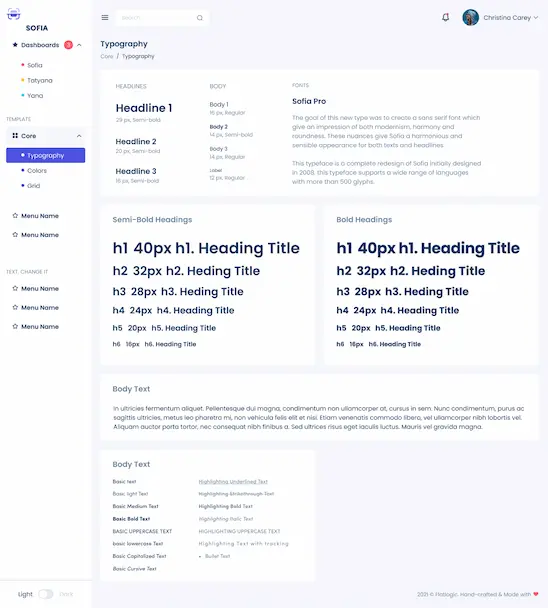 SOFIA
Dashboards
Sofia
Tatyana
Yana
TEMPLATE
Core
Typography
Colors
Grid
Menu Name
Menu Name
TEXT. CHANGE IT
Menu Name
Menu Name
Menu Name
Light
Search
Christina Carey
Typography
Core / Typography
HEADLINES
Headline 1
29 px, Semi-bold
Headline 2
20 px, Semi-bold
Headline 3
16 px, Semi-bold
BODY
Body 1
16 px, Regular
Body 2
14 px, Semi-bold
Body 3
14 px, Regular
Label
12 px, Regular
FONTS
Sofia Pro
The goal of this new type was to create a sans serif font which
give an impression of both modernism, harmony and
roundness. These nuances give Sofia a harmonious and
sensible appearance for both texts and headlines.
This typeface is a complete redesign of Sofia initially designed
in 2008. this typeface supports a wide range of languages
with more than 500 glyphs.
Semi-Bold Headings
h1 40px h1. Heading Title
h2 32px h2. Heding Title
h3 28px h3. Heding Title
h4 24px h4. Heading Title
h5 20px h5. Heading Title
h6 16px h6. Heading Title
Bold Headings
h1 40px h1. Heading Title
h2 32px h2. Heading Title
h3 28px h3. Heading Title
h4 24px h4. Heading Title
h5 20px h5. Heading Title
h6 16px h6. Heading Title
Body Text
In ultricies fermentum aliquet. Pellentesque dui magna, condimentum non ullamcorper at, cursus in sem. Nunc condimentum, purus ac
sagittis ultricies, metus leo pharetra mi, non vehicula felis elit et nisi. Etiam venenatis commodo libero, vel ullamcorper nibh lobortis vel.
Aliquam auctor porta tortor, nec consequat nibh finibus a. Sed ultrices risus eget iaculis luctus. Mauris vel gravida magna.
Body Text
Basic text
Basic light Text
Basic Medium Text
Basic Bold Text
BASIC UPPERCASE TEXT
basic lowercase Text
Basic Capitalized Text
Basic Cursive Text
Highlighting Underlined Text
Highlighting Strikethrough Text
Highlighting Bold Text
Highlighting Italic Text
HIGHLIGHTING UPPERCASE TEXT
Highlighting Text with tracking
• Bullet Text
2021 © Flatlogic. Hand-crafted & Made with